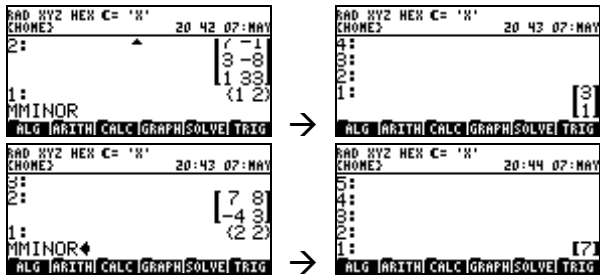 RAD XYZ HEX C= 'X'
{HOME} 20 42 07:MAY
2: [7 -1]
[3 -8]
[1 33]
1: {1 2}
MMINOR
ALG ARITH CALC GRAPH SOLVE TRIG
→
RAD XYZ HEX C= 'X'
{HOME} 20 43 07:MAY
4:
3:
2:
1: [3]
[1]
ALG ARITH CALC GRAPH SOLVE TRIG
RAD XYZ HEX C= 'X'
{HOME} 20:43 07:MAY
3:
2: [7 8]
[-4 3]
1: {2 2}
MMINOR
ALG ARITH CALC GRAPH SOLVE TRIG
→
RAD XYZ HEX C= 'X'
{HOME} 20:44 07:MAY
5:
4:
3:
2:
1: [7]
ALG ARITH CALC GRAPH SOLVE TRIG